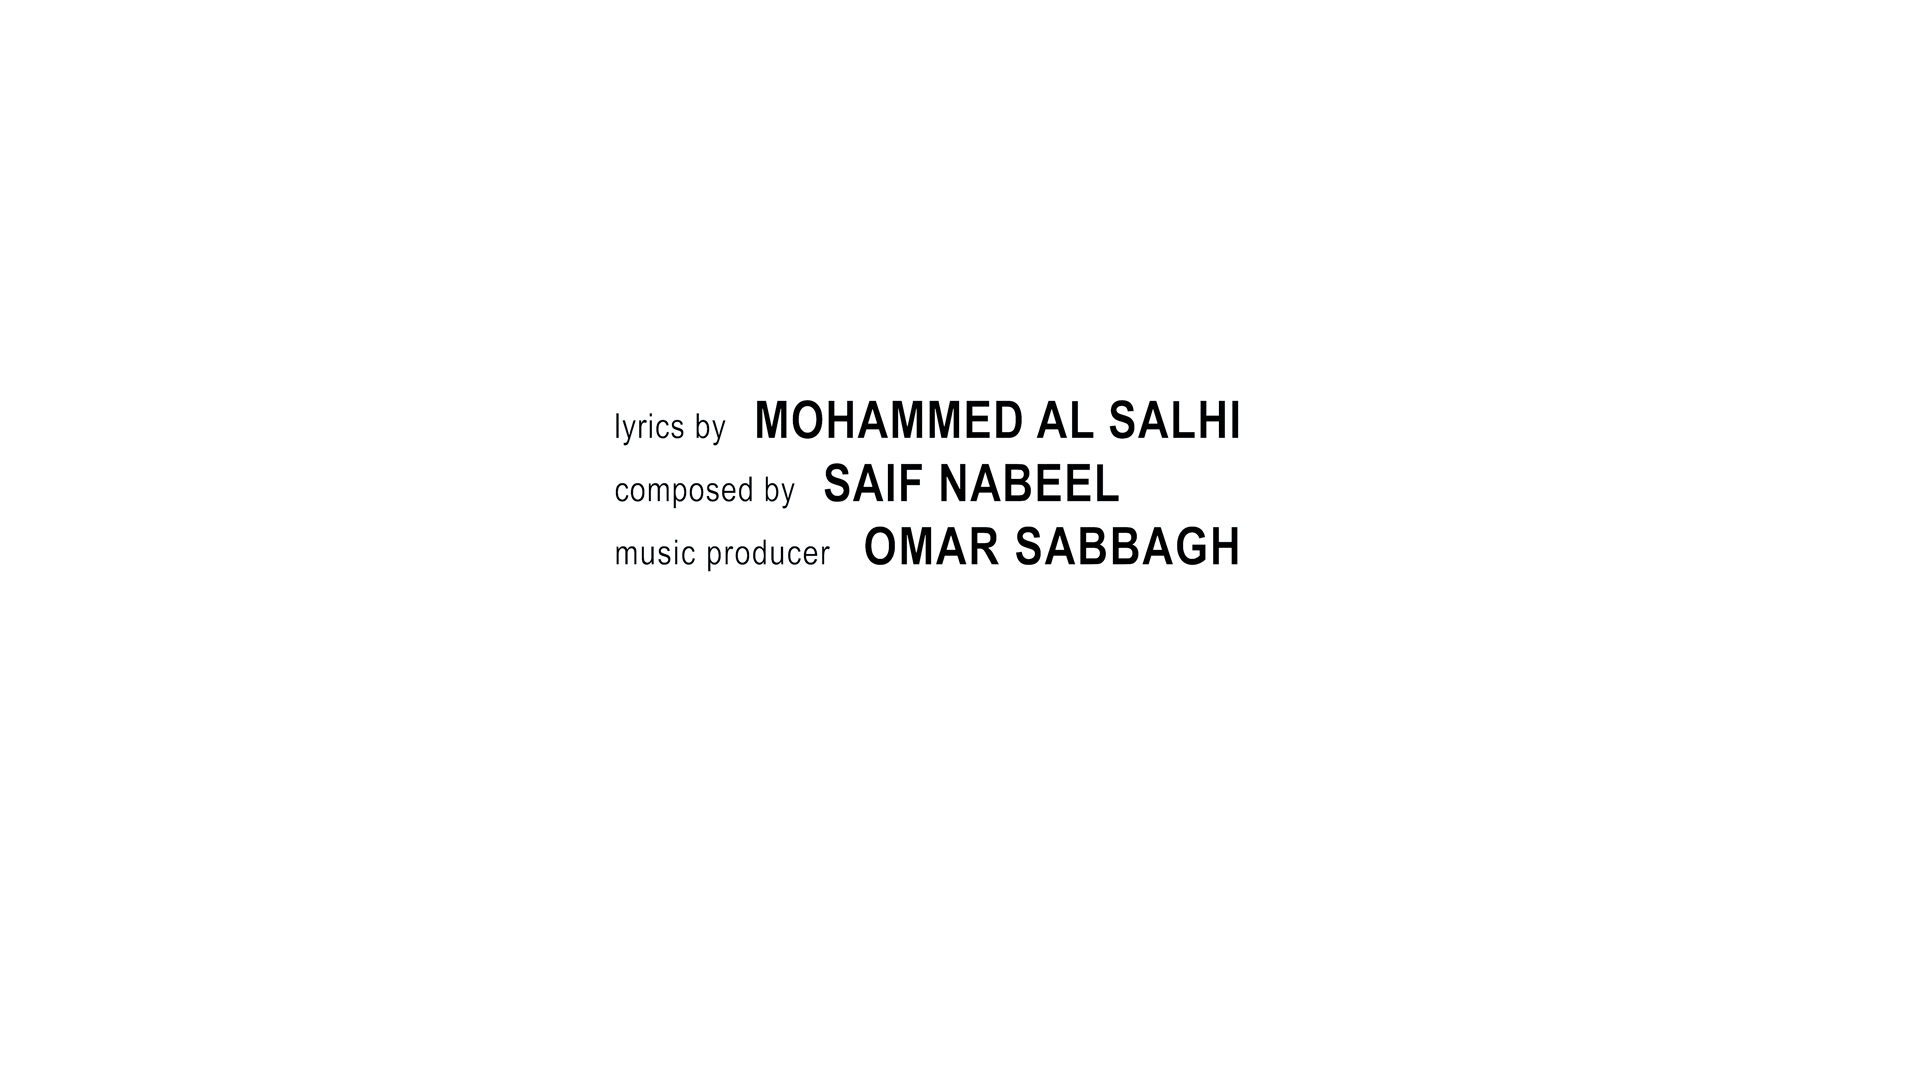 lyrics by MOHAMMED AL SALHI
composed by SAIF NABEEL
music producer OMAR SABBAGH